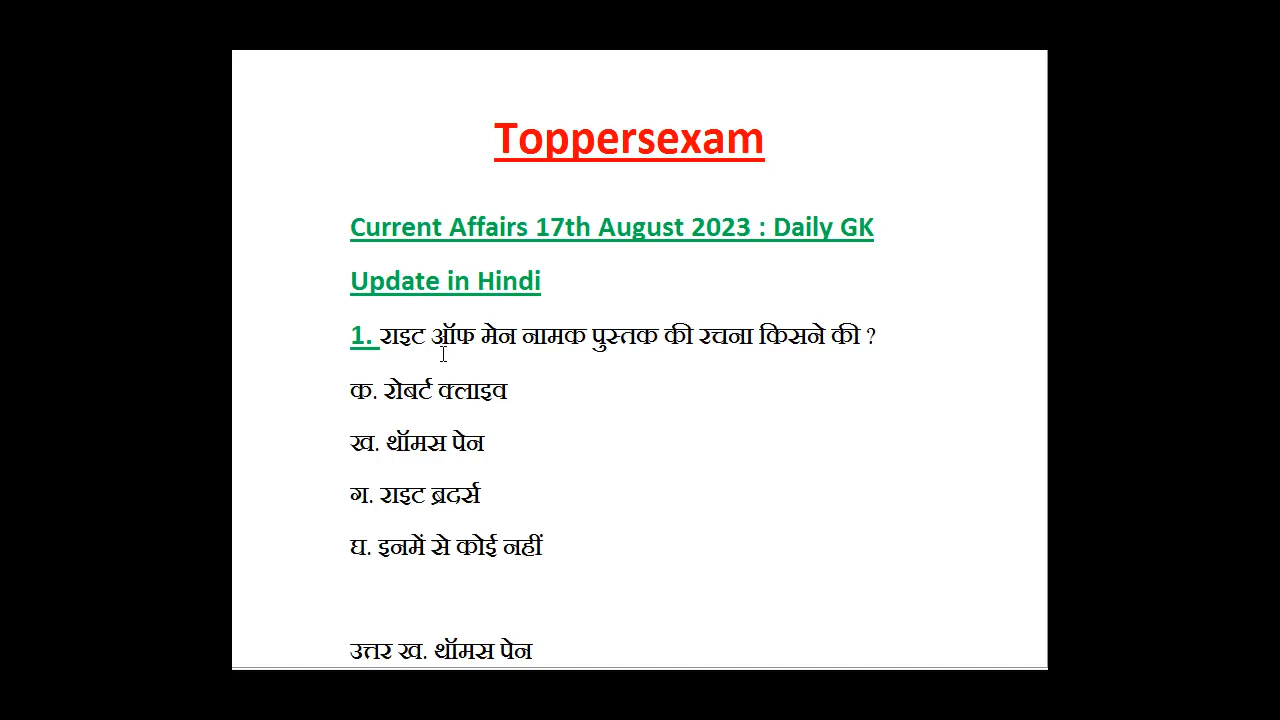 Toppersexam
Current Affairs 17th August 2023 : Daily GK
Update in Hindi
1. राइट ऑफ मेन नामक पुस्तक की रचना किसने की ?
क. रोबर्ट क्लाइव
ख. थॉमस पेन
ग. राइट ब्रदर्स
घ. इनमें से कोई नहीं
उत्तर ख. थॉमस पेन